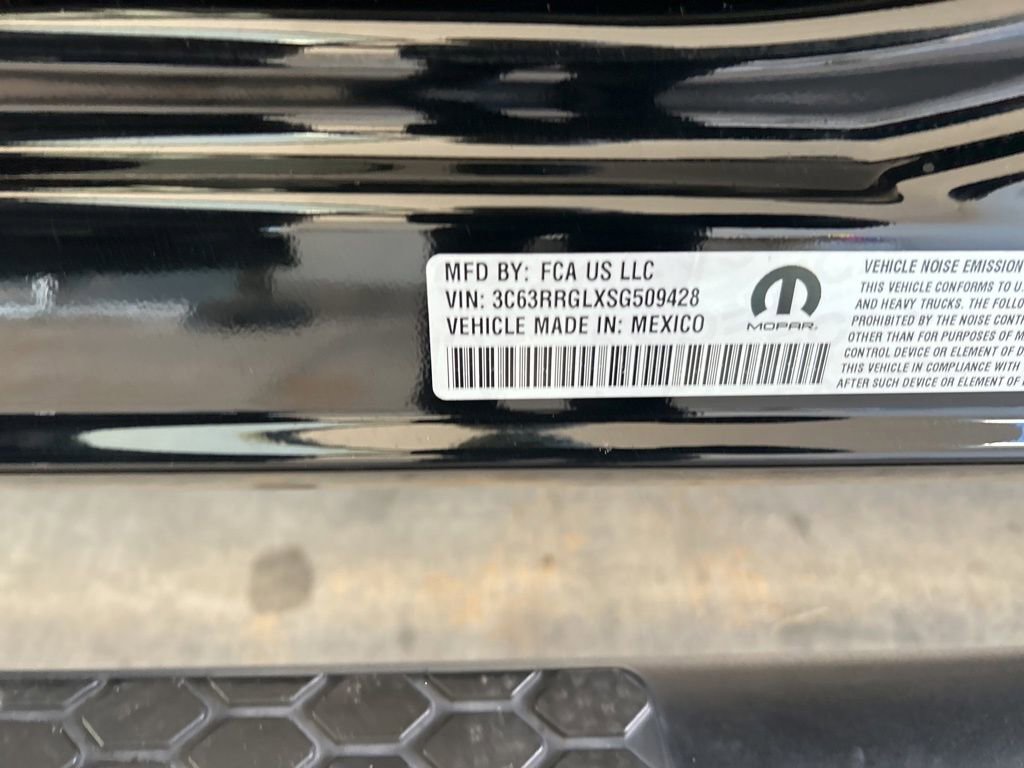 MFD BY: FCA US LLC
VIN: 3C63RRGLXSG509428
VEHICLE MADE IN: MEXICO
MOPAR.
VEHICLE NOISE EMISSION
THIS VEHICLE CONFORMS TO U.
AND HEAVY TRUCKS. THE FOLLO
PROHIBITED BY THE NOISE CONT
OTHER THAN FOR PURPOSES OF M
CONTROL DEVICE OR ELEMENT OF D
THIS VEHICLE IN COMPLIANCE WITH
AFTER SUCH DEVICE OR ELEMENT OF